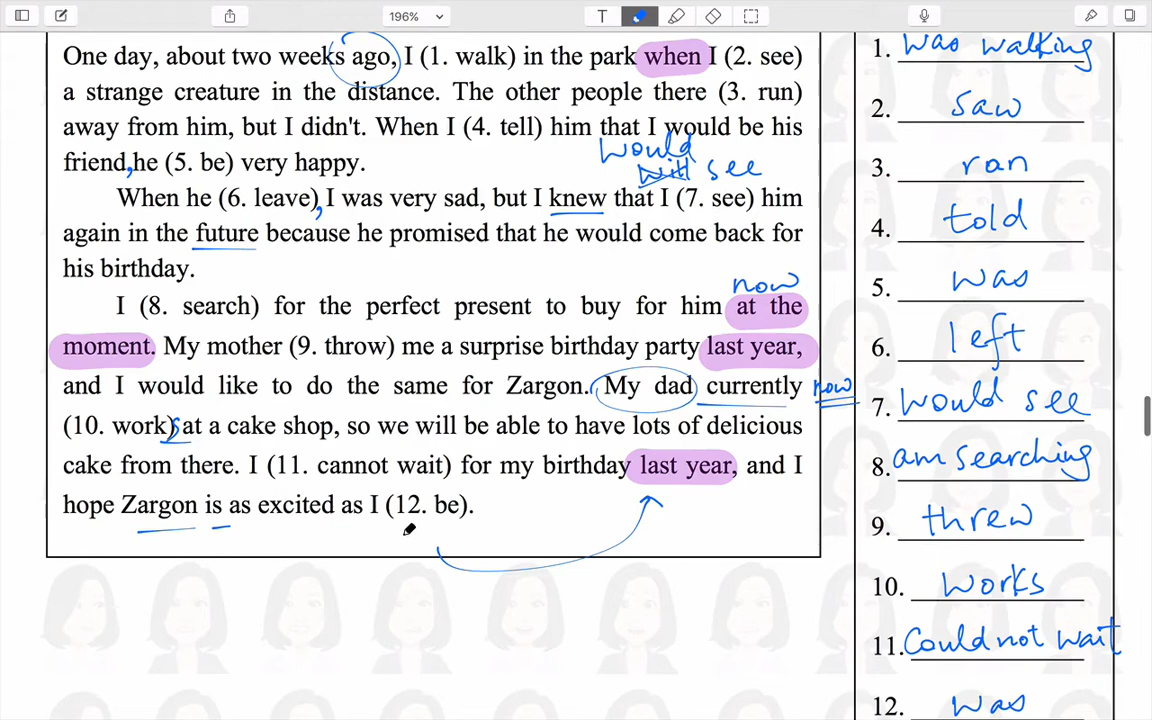 196%
T
One day, about two weeks ago, I (1. walk) in the park when I (2. see)
a strange creature in the distance. The other people there (3. run)
away from him, but I didn't. When I (4. tell) him that I would be his
would
friend, he (5. be) very happy.
will see
When he (6. leave), I was very sad, but I knew that I (7. see) him
again in the future because he promised that he would come back for
his birthday.
now
I (8. search) for the perfect present to buy for him at the
moment. My mother (9. throw) me a surprise birthday party last year,
and I would like to do the same for Zargon. My dad currently
now
(10. work)s at a cake shop, so we will be able to have lots of delicious
cake from there. I (11. cannot wait) for my birthday last year, and I
hope Zargon is as excited as I (12. be).
1. was walking
2. saw
3. ran
4. told
5. was
6. left
7. would see
8. am searching
9. threw
10. works
11. Could not wait
12. was